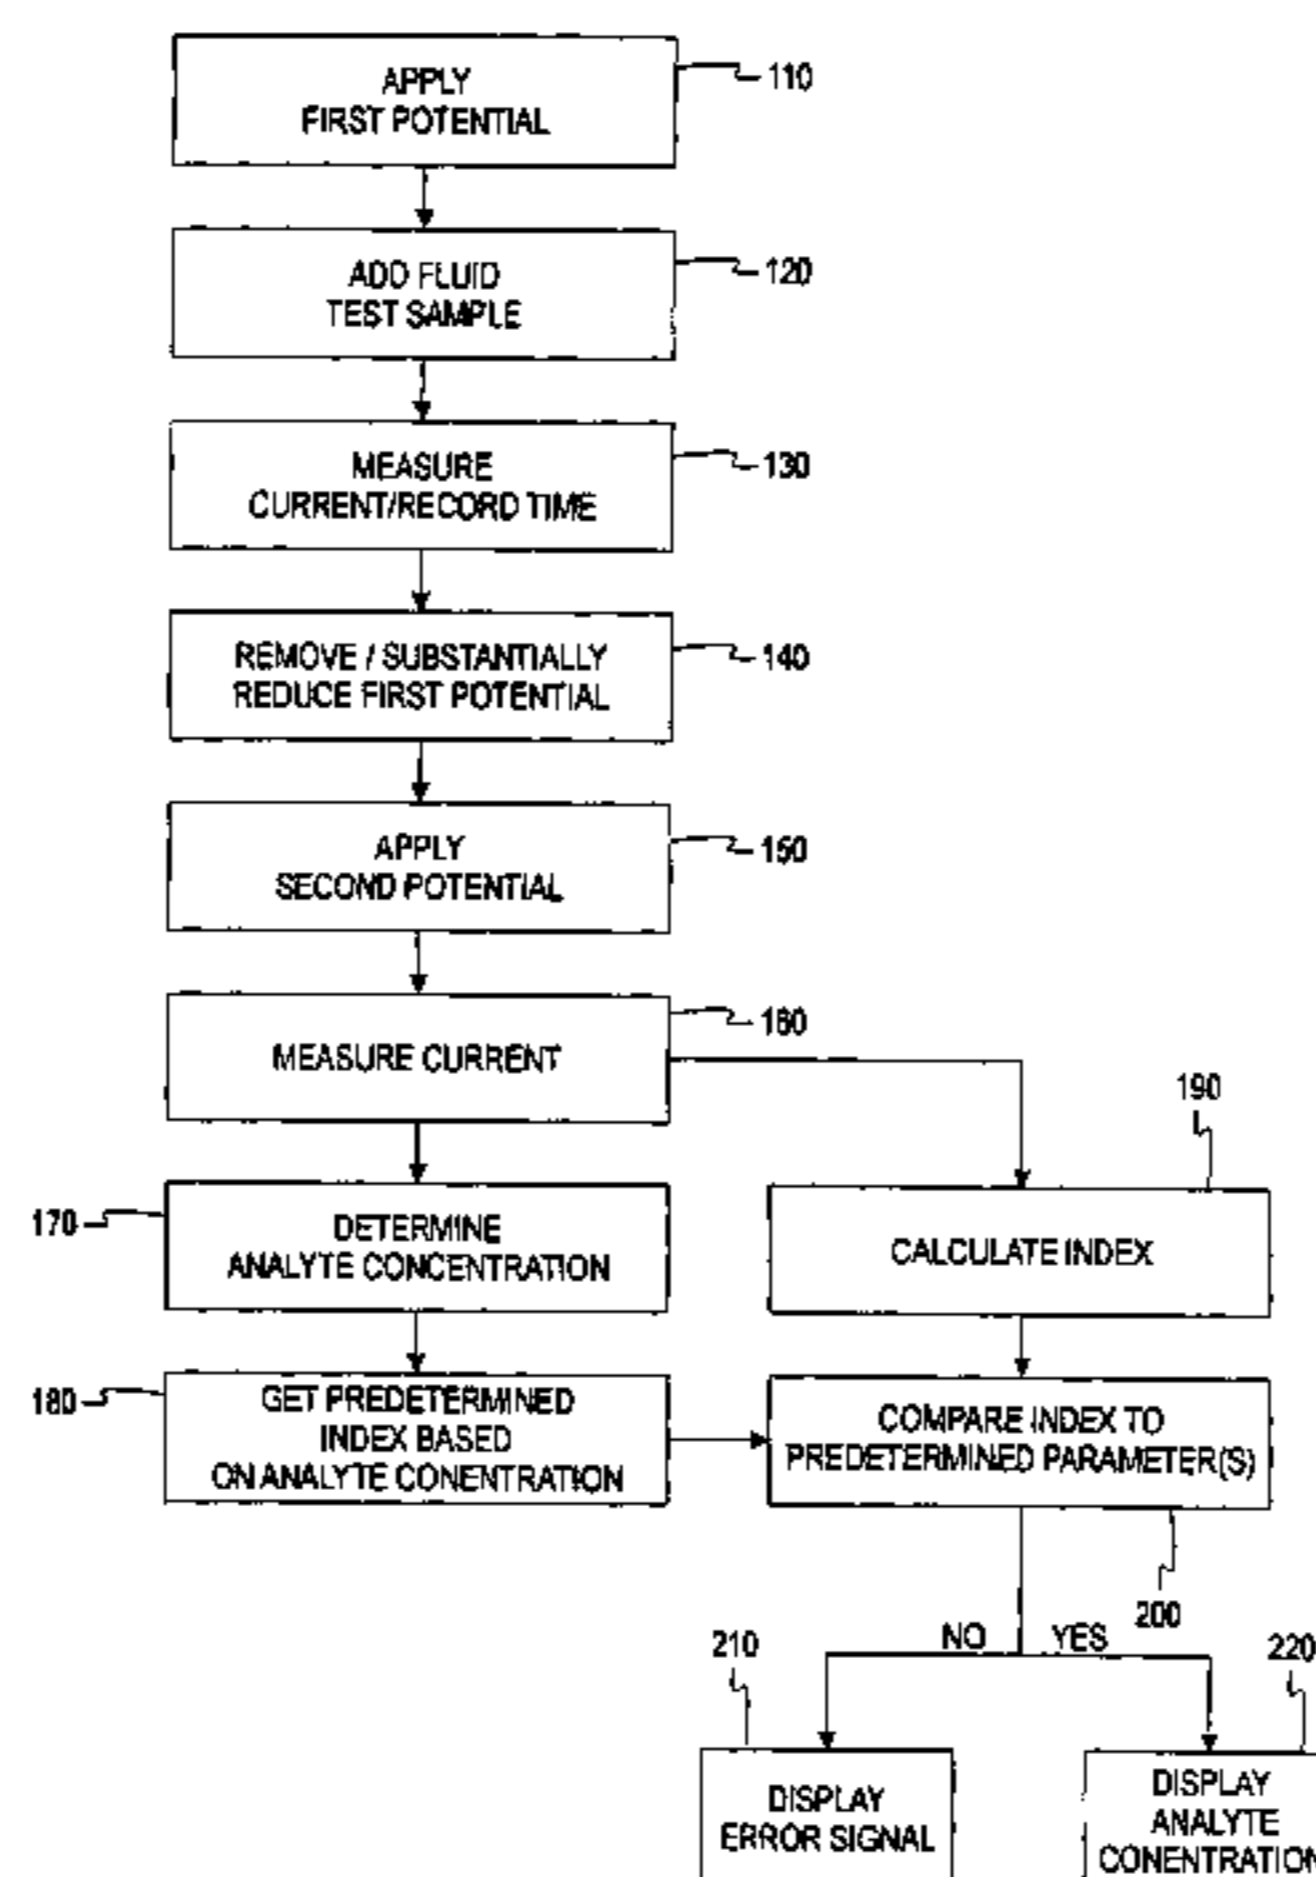 APPLY
FIRST POTENTIAL
110
ADD FLUID
TEST SAMPLE
120
MEASURE
CURRENT/RECORD TIME
130
REMOVE / SUBSTANTIALLY
REDUCE FIRST POTENTIAL
140
APPLY
SECOND POTENTIAL
150
MEASURE CURRENT
160
190
170
DETERMINE
ANALYTE CONCENTRATION
CALCULATE INDEX
180
GET PREDETERMINED
INDEX BASED
ON ANALYTE CONENTRATION
COMPARE INDEX TO
PREDETERMINED PARAMETER(S)
200
NO
YES
210
220
DISPLAY
ERROR SIGNAL
DISPLAY
ANALYTE
CONENTRATION